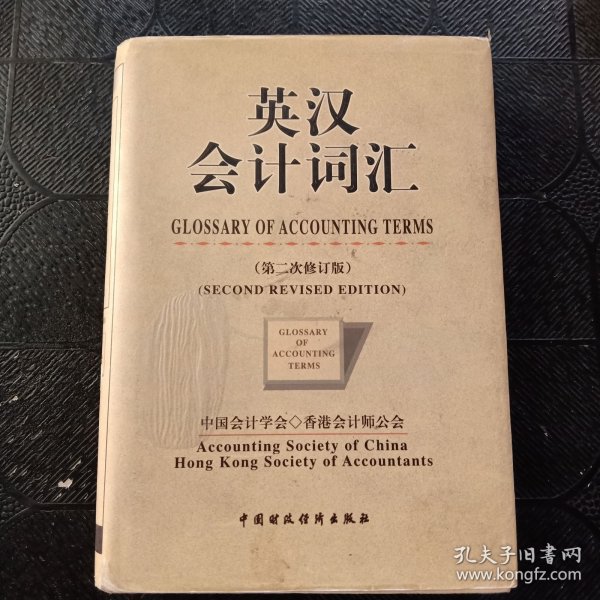 英汉
会计词汇
GLOSSARY OF ACCOUNTING TERMS
（第二次修订版）
(SECOND REVISED EDITION)
GLOSSARY
OF
ACCOUNTING
TERMS
中国会计学会◇香港会计师公会
Accounting Society of China
Hong Kong Society of Accountants
中国财政经济出版社
孔夫子旧书网
www.kongfz.com